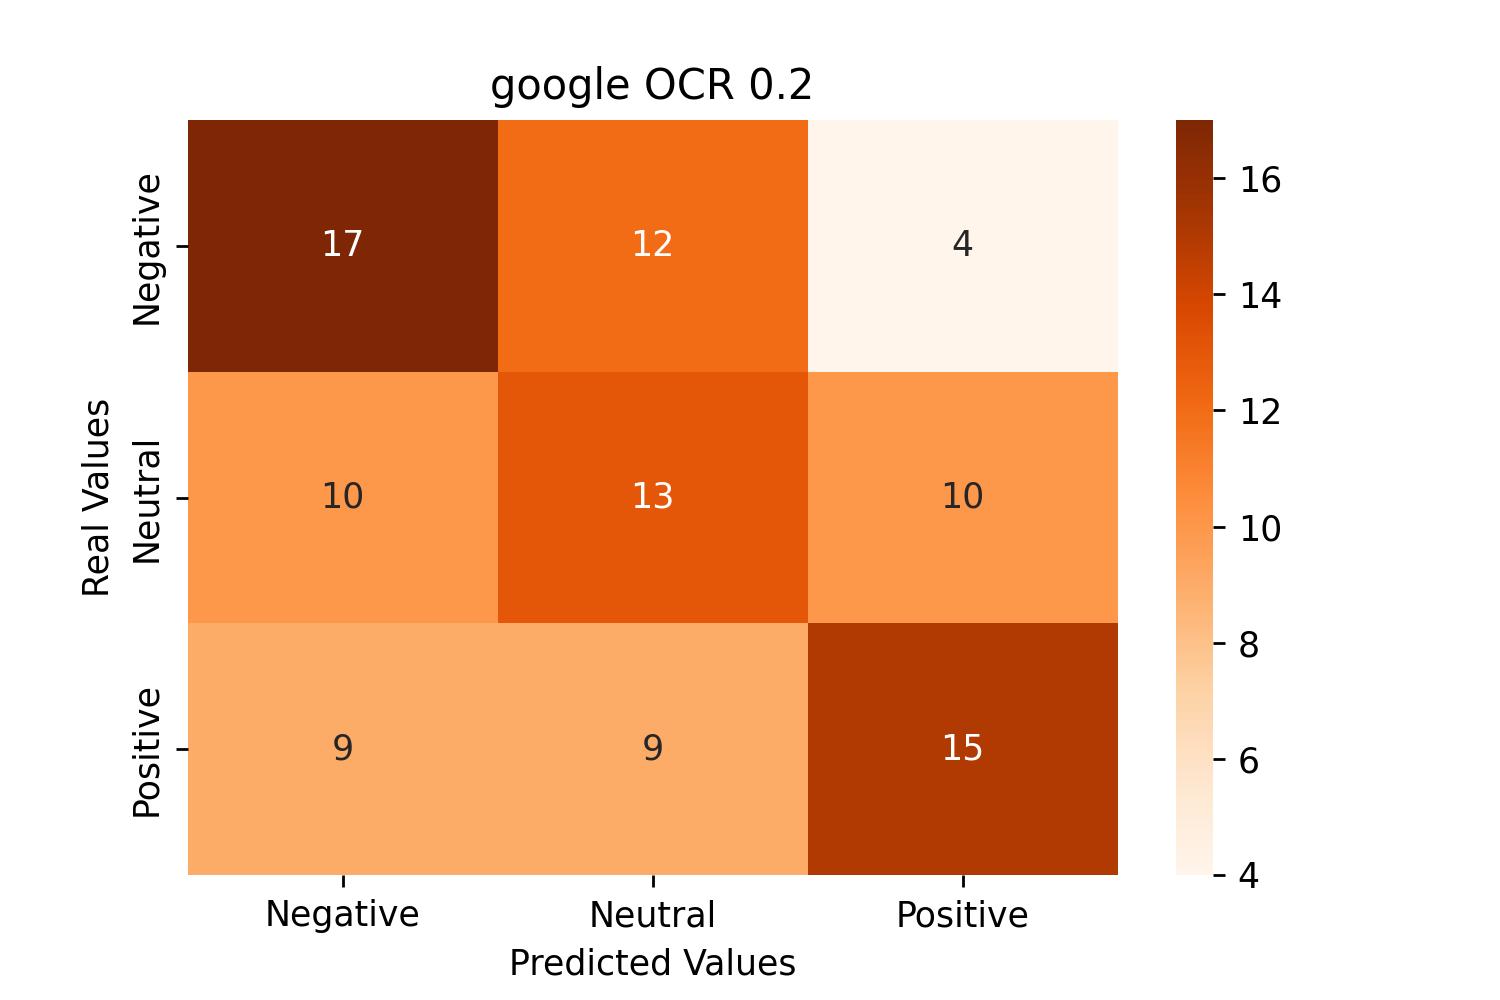 google OCR 0.2
Real Values
Negative
17 12 4
Neutral
10 13 10
Positive
9 9 15
Negative Neutral Positive
Predicted Values
16
14
12
10
8
6
4